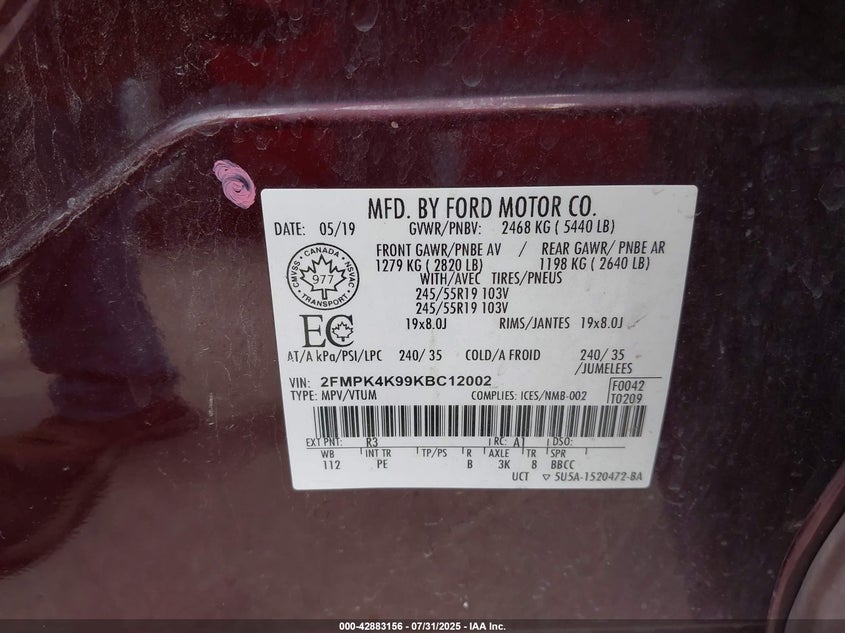 MFD. BY FORD MOTOR CO.
DATE: 05/19 GVWR/PNBV: 2468 KG ( 5440 LB)
FRONT GAWR/PNBE AV / REAR GAWR/ PNBE AR
1279 KG ( 2820 LB) 1198 KG ( 2640 LB)
WITH/AVEC TIRES/PNEUS
245/55R19 103V
245/55R19 103V
19x8.0J RIMS/JANTES 19x8.0J
CMVSS · CANADA · NSVAC
977
TRANSPORT
EC
AT/A kPa/PSI/LPC 240/ 35 COLD/A FROID 240/ 35
/JUMELEES
VIN: 2FMPK4K99KBC12002 F0042
TYPE: MPV/VTUM COMPLIES: ICES/NMB-002 T0209
EXT PNT: R3 RC: A1 DSO:
WB INT TR TP/PS R AXLE TR SPR
112 PE B 3K 8 BBCC
UCT ▽ 5U5A-1520472-BA
000-42883156 - 07/31/2025 - IAA Inc.